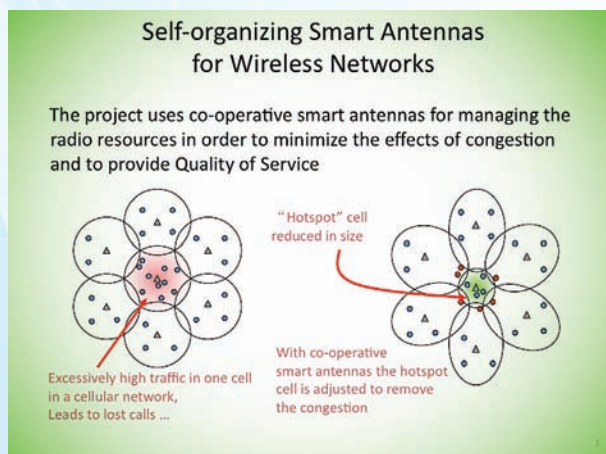 Self-organizing Smart Antennas
for Wireless Networks
The project uses co-operative smart antennas for managing the
radio resources in order to minimize the effects of congestion
and to provide Quality of Service
"Hotspot" cell
reduced in size
Excessively high traffic in one cell
in a cellular network,
Leads to lost calls ...
With co-operative
smart antennas the hotspot
cell is adjusted to remove
the congestion